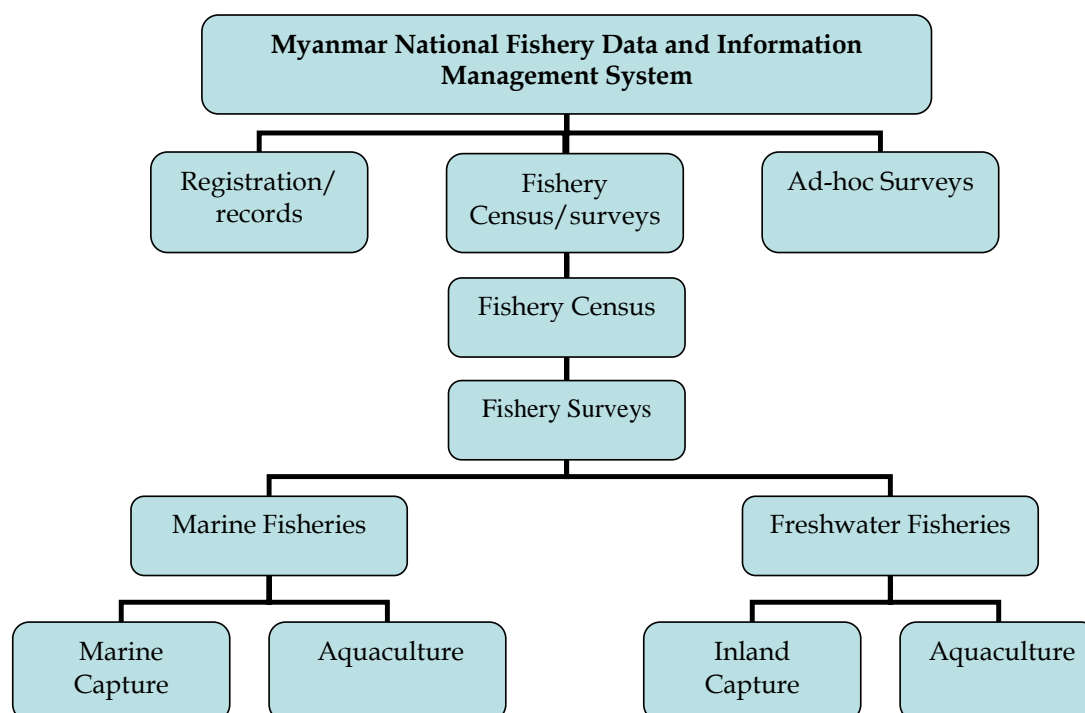 Myanmar National Fishery Data and Information
Management System
Registration/
records
Fishery
Census/surveys
Ad-hoc Surveys
Fishery Census
Fishery Surveys
Marine Fisheries
Freshwater Fisheries
Marine
Capture
Aquaculture
Inland
Capture
Aquaculture